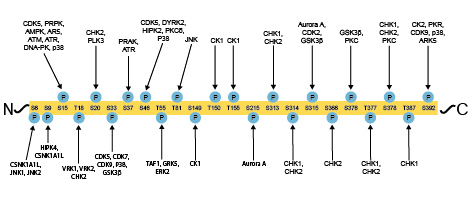 CDK5, PRPK,
AMPK, ARS,
ATM, ATR,
DNA-PK, p38
CHK2,
PLK3
PRAK,
ATR
CDK5, DYRK2,
HIPK2, PKCδ,
P38
JNK
CK1
CK1
CHK1,
CHK2
Aurora A,
CDK2,
GSK3β
GSK3β,
PKC
CHK1,
CHK2,
PKC
CK2, PKR,
CDK9, p38,
ARK5
P P P P P P P P P P P P P
N S6 S9 S15 T18 S20 S33 S37 S46 T55 T81 S149 T150 T155 S215 S313 S314 S315 S366 S376 T377 S378 T387 S392 C
P P P P P P P P P P P
CSNK1A1L,
JNK1, JNK2
HIPK4,
CSNK1A1L
VRK1, VRK2,
CHK2
CDK5, CDK7,
CDK9, P38,
GSK3β
TAF1, GRK5,
ERK2
CK1
Aurora A
CHK1,
CHK2
CHK2
CHK1,
CHK2
CHK1